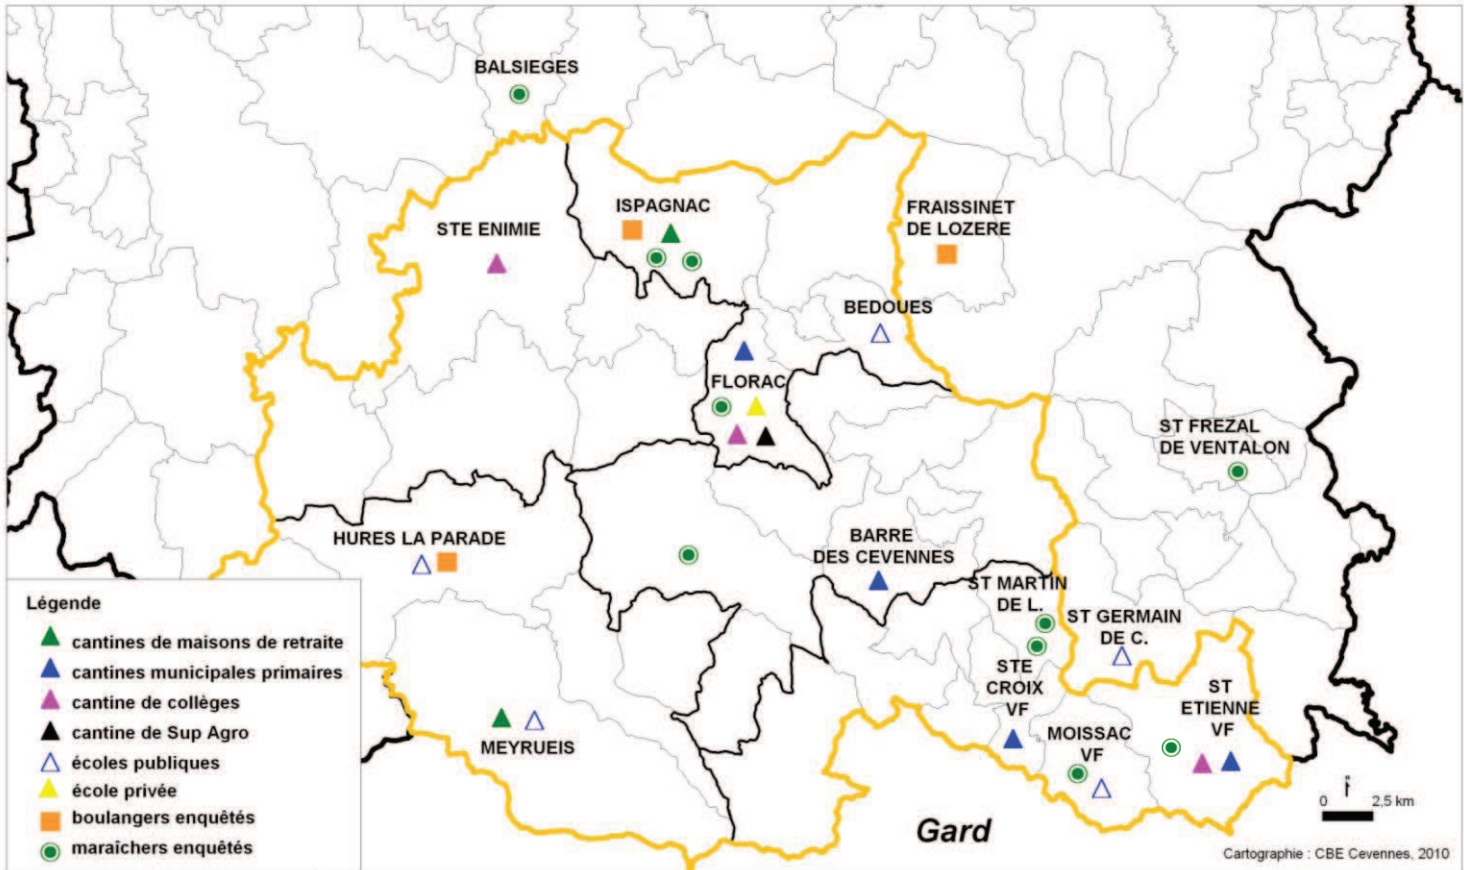 BALSIEGES
ISPAGNAC
STE ENIMIE
FRAISSINET
DE LOZERE
BEDOUES
FLORAC
ST FREZAL
DE VENTALON
HURES LA PARADE
BARRE
DES CEVENNES
ST MARTIN
DE L.
ST GERMAIN
DE C.
STE
CROIX
VF
ST
ETIENNE
VF
MOISSAC
VF
MEYRUEIS
Légende
cantines de maisons de retraite
cantines municipales primaires
cantine de collèges
cantine de Sup Agro
écoles publiques
école privée
boulangers enquêtés
maraîchers enquêtés
Gard
0 2,5 km
Cartographie : CBE Cevennes, 2010